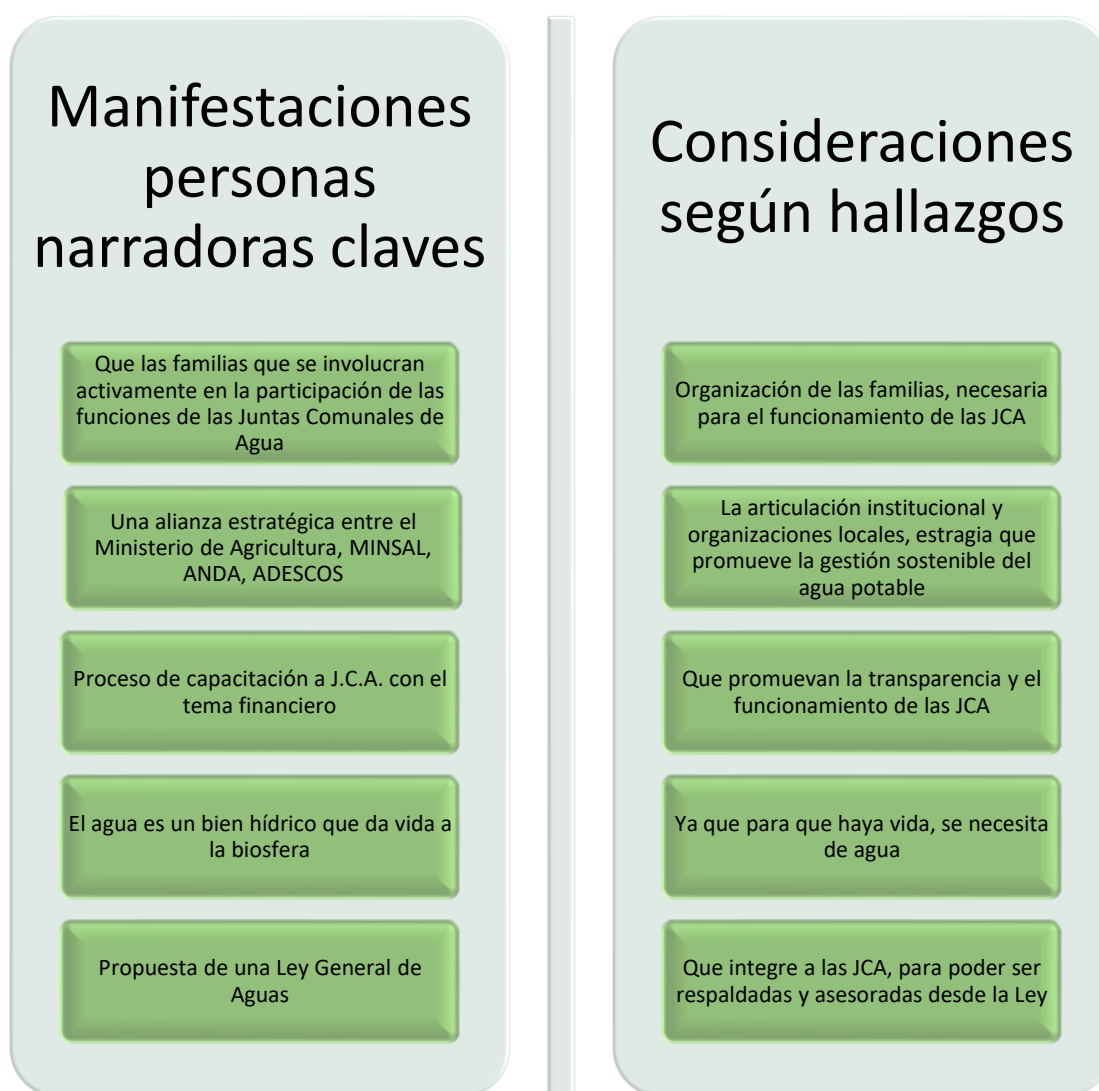 Manifestaciones
personas
narradoras claves
Que las familias que se involucran
activamente en la participación de las
funciones de las Juntas Comunales de
Agua
Una alianza estratégica entre el
Ministerio de Agricultura, MINSAL,
ANDA, ADESCOS
Proceso de capacitación a J.C.A. con el
tema financiero
El agua es un bien hídrico que da vida a
la biosfera
Propuesta de una Ley General de
Aguas
Consideraciones
según hallazgos
Organización de las familias, necesaria
para el funcionamiento de las JCA
La articulación institucional y
organizaciones locales, estragia que
promueve la gestión sostenible del
agua potable
Que promuevan la transparencia y el
funcionamiento de las JCA
Ya que para que haya vida, se necesita
de agua
Que integre a las JCA, para poder ser
respaldadas y asesoradas desde la Ley